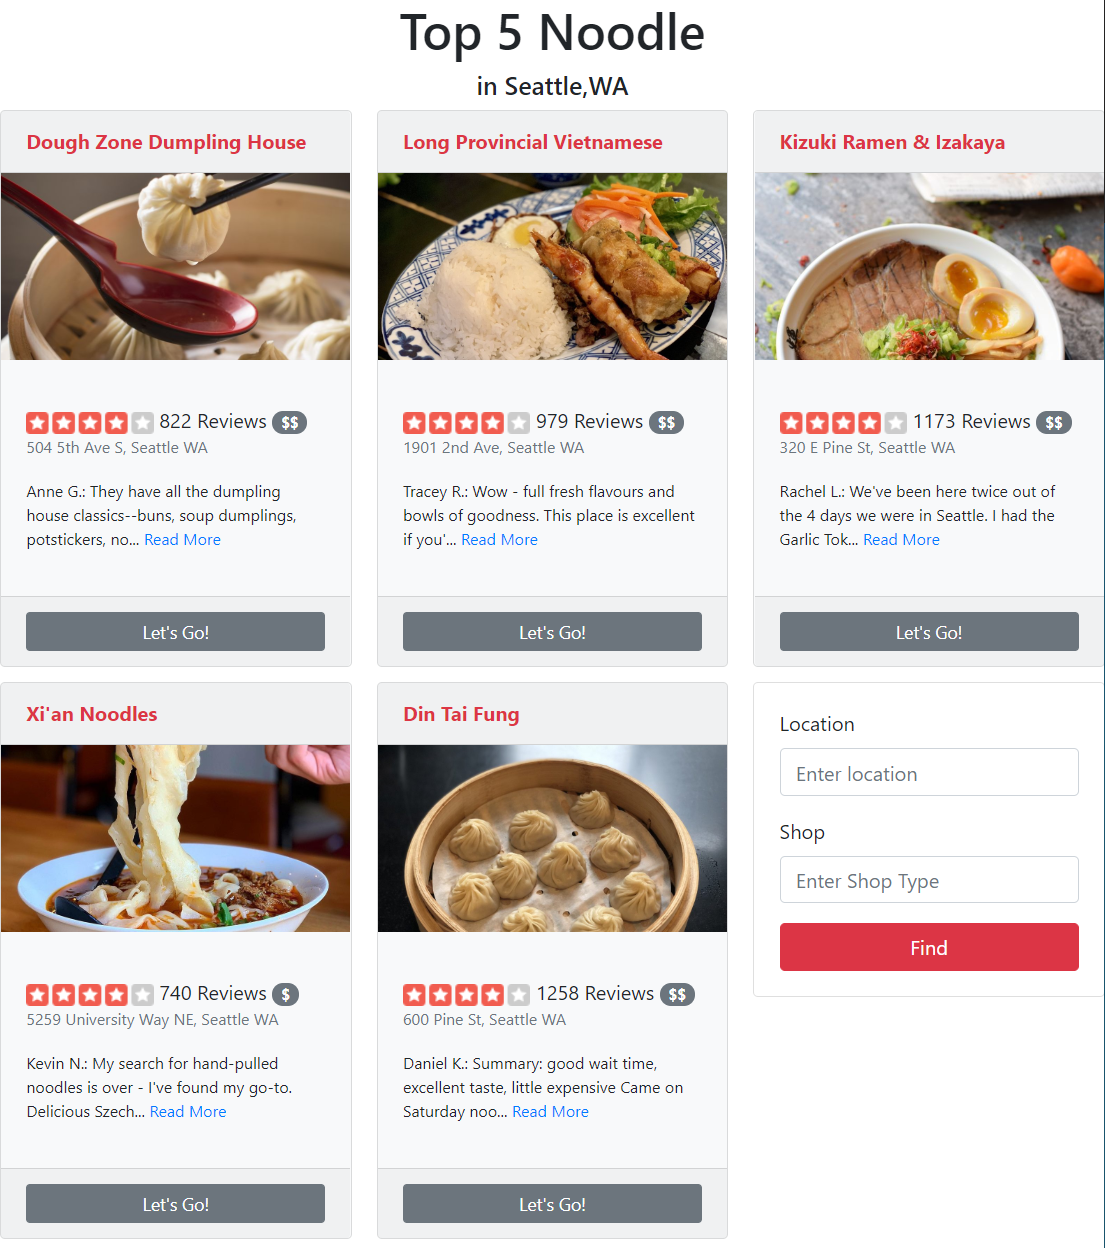 Top 5 Noodle
in Seattle,WA
Dough Zone Dumpling House
822 Reviews $$
504 5th Ave S, Seattle WA
Anne G.: They have all the dumpling
house classics--buns, soup dumplings,
potstickers, no... Read More
Let's Go!
Long Provincial Vietnamese
979 Reviews $$
1901 2nd Ave, Seattle WA
Tracey R.: Wow - full fresh flavours and
bowls of goodness. This place is excellent
if you'... Read More
Let's Go!
Kizuki Ramen & Izakaya
1173 Reviews $$
320 E Pine St, Seattle WA
Rachel L.: We've been here twice out of
the 4 days we were in Seattle. I had the
Garlic Tok... Read More
Let's Go!
Xi'an Noodles
740 Reviews $
5259 University Way NE, Seattle WA
Kevin N.: My search for hand-pulled
noodles is over - I've found my go-to.
Delicious Szech... Read More
Let's Go!
Din Tai Fung
1258 Reviews $$
600 Pine St, Seattle WA
Daniel K.: Summary: good wait time,
excellent taste, little expensive Came on
Saturday noo... Read More
Let's Go!
Location
Enter location
Shop
Enter Shop Type
Find